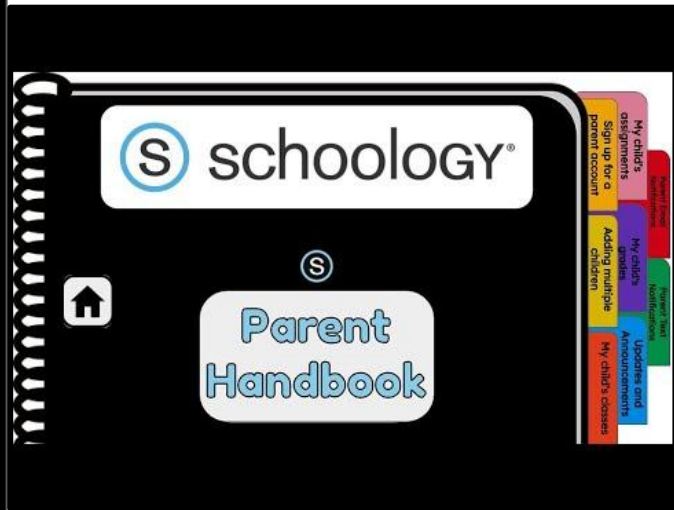 S schoology®
S
Parent
Handbook
Sign up for a
parent account
Adding multiple
children
My child's classes
My child's
assignments
My child's
grades
Updates and
Announcements
Parent Email
Notifications
Parent Text
Notifications